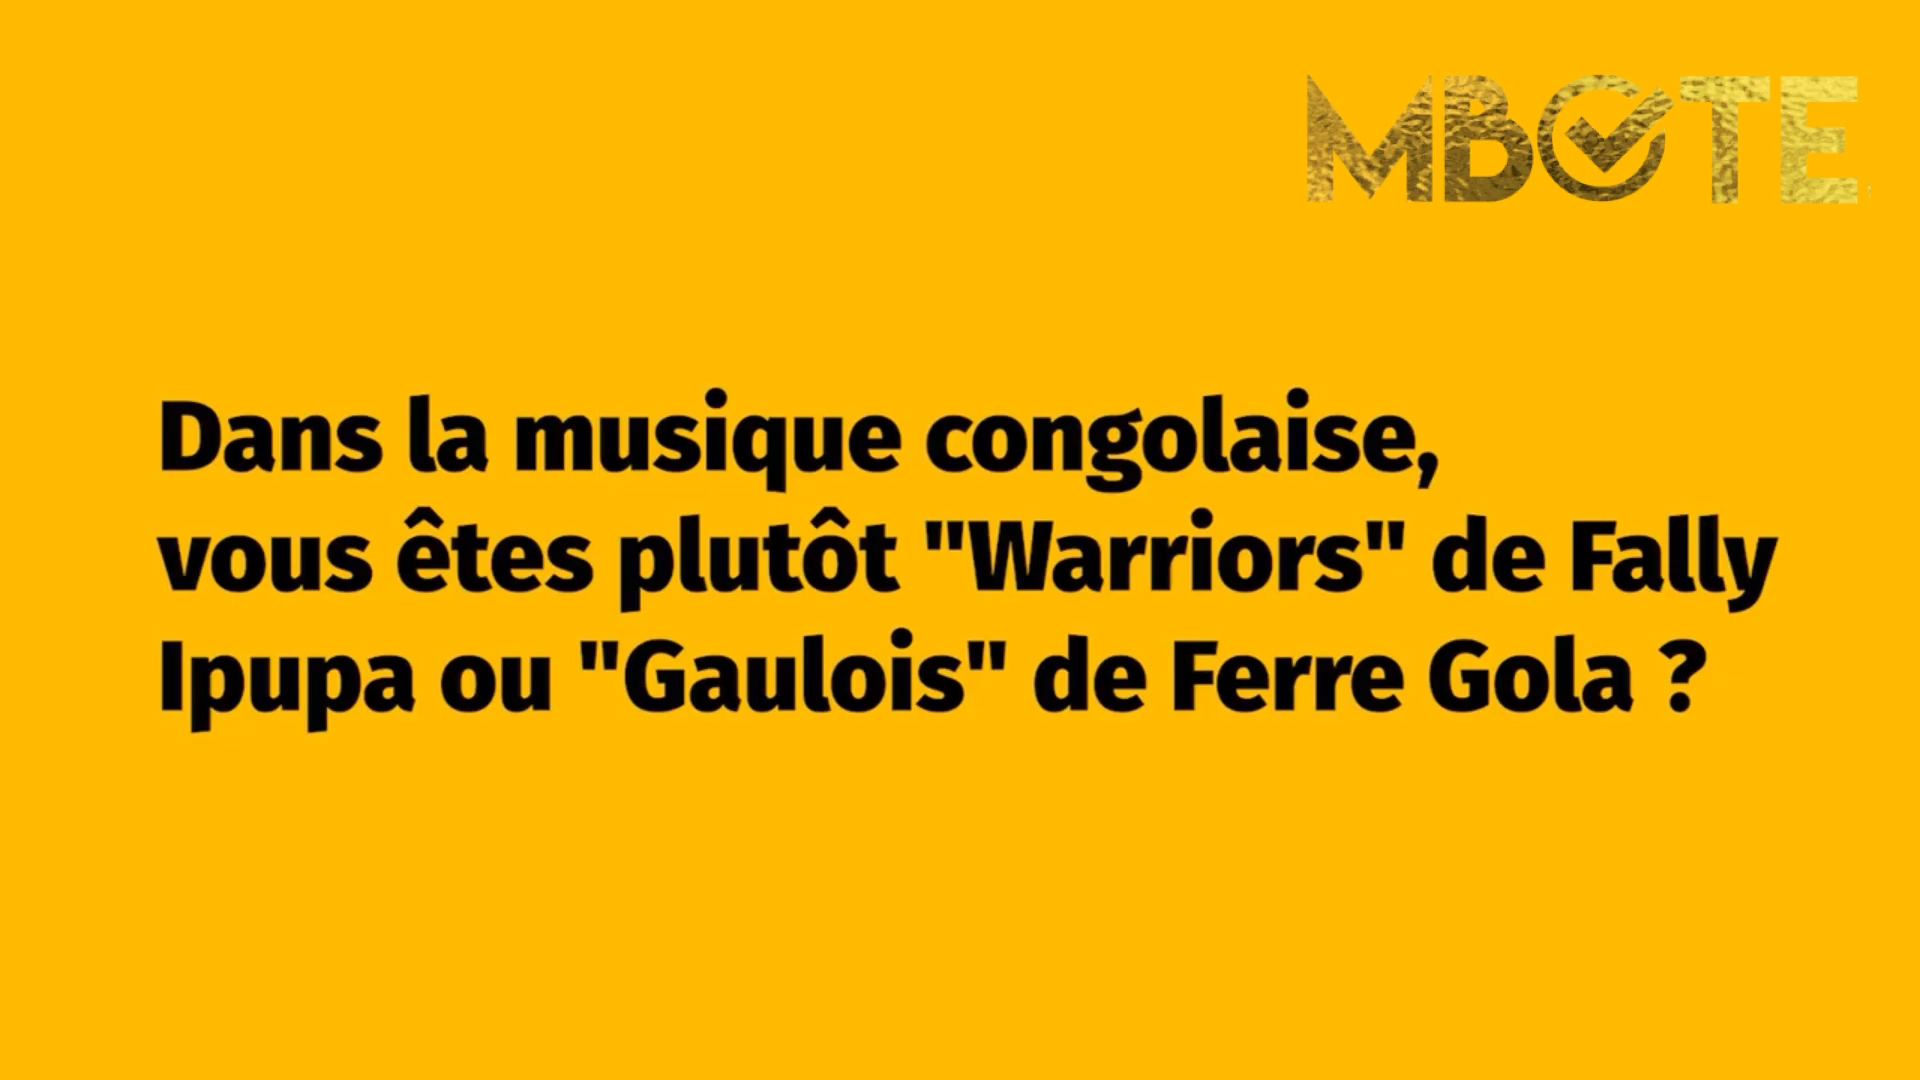 MBOTE
Dans la musique congolaise,
vous êtes plutôt "Warriors" de Fally
Ipupa ou "Gaulois" de Ferre Gola ?